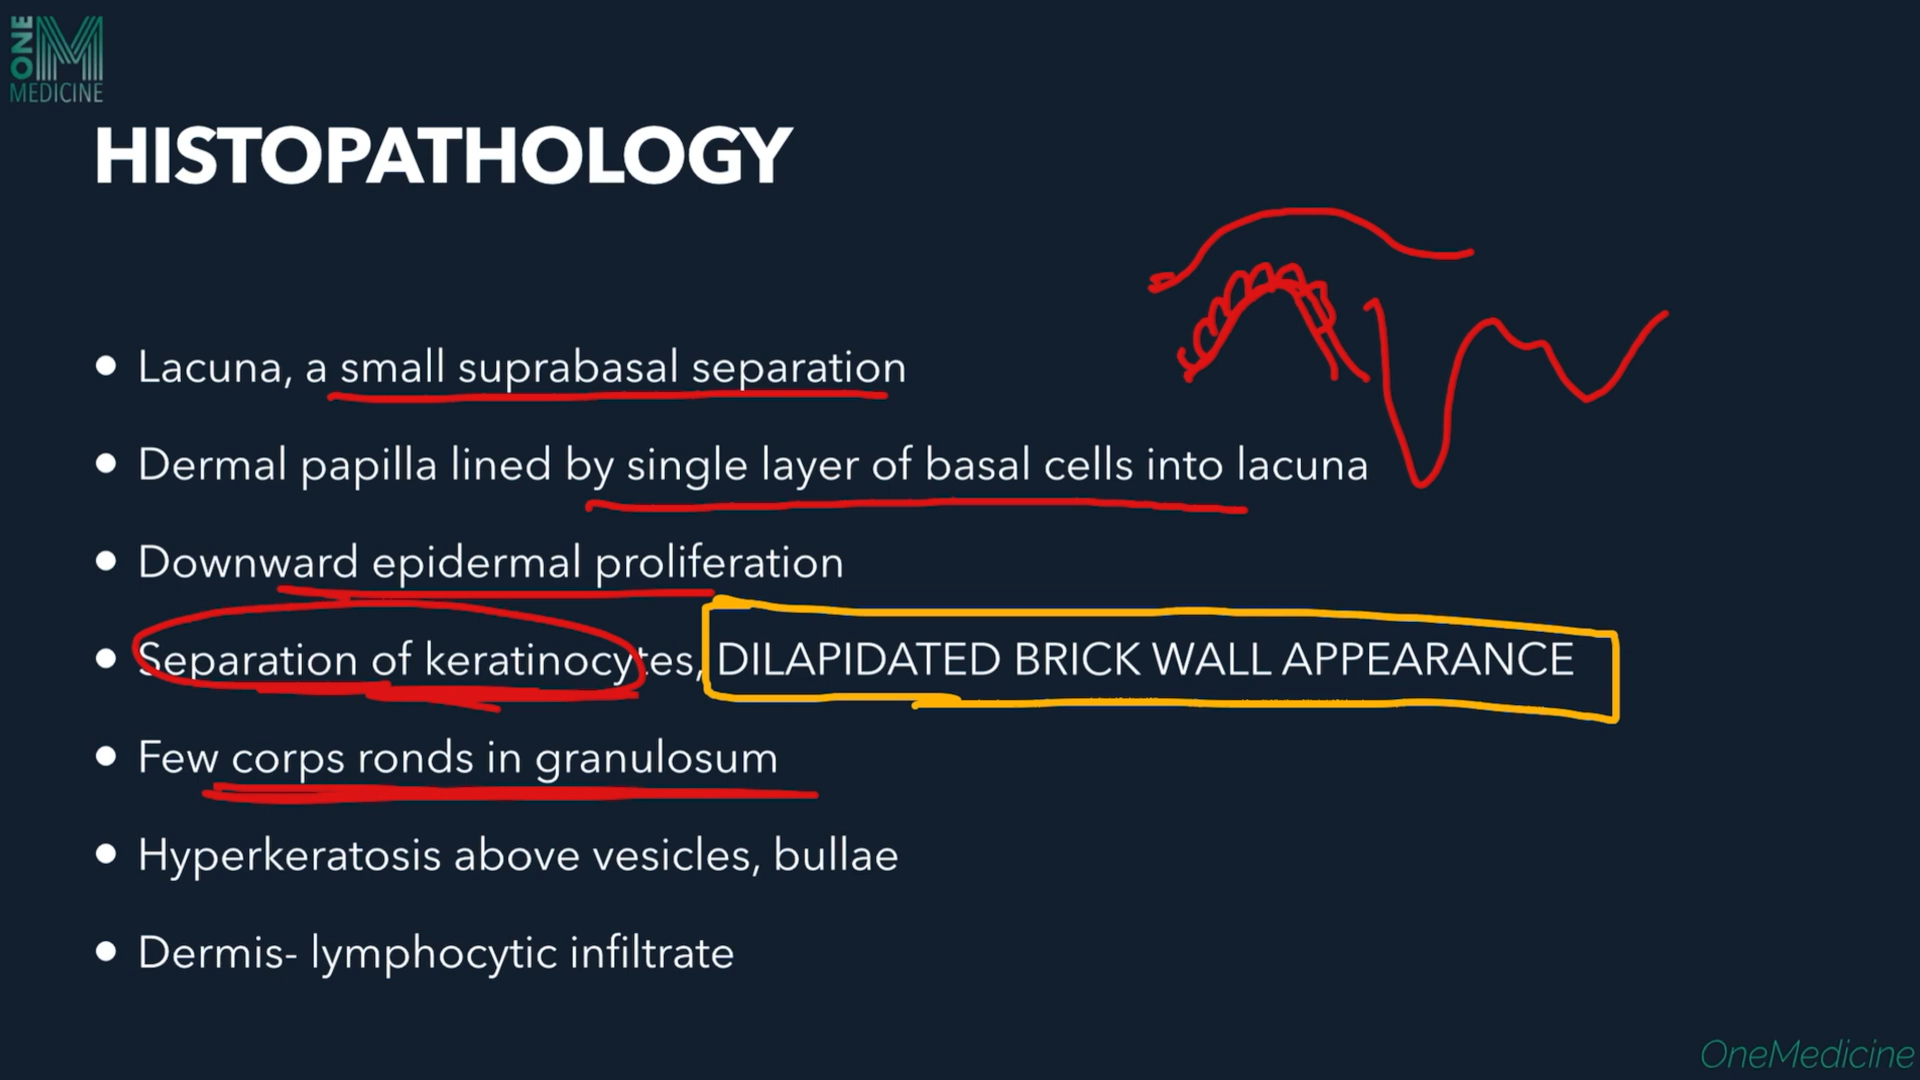 ONE
M
MEDICINE
HISTOPATHOLOGY
• Lacuna, a small suprabasal separation
• Dermal papilla lined by single layer of basal cells into lacuna
• Downward epidermal proliferation
• Separation of keratinocytes, DILAPIDATED BRICK WALL APPEARANCE
• Few corps ronds in granulosum
• Hyperkeratosis above vesicles, bullae
• Dermis- lymphocytic infiltrate
OneMedicine